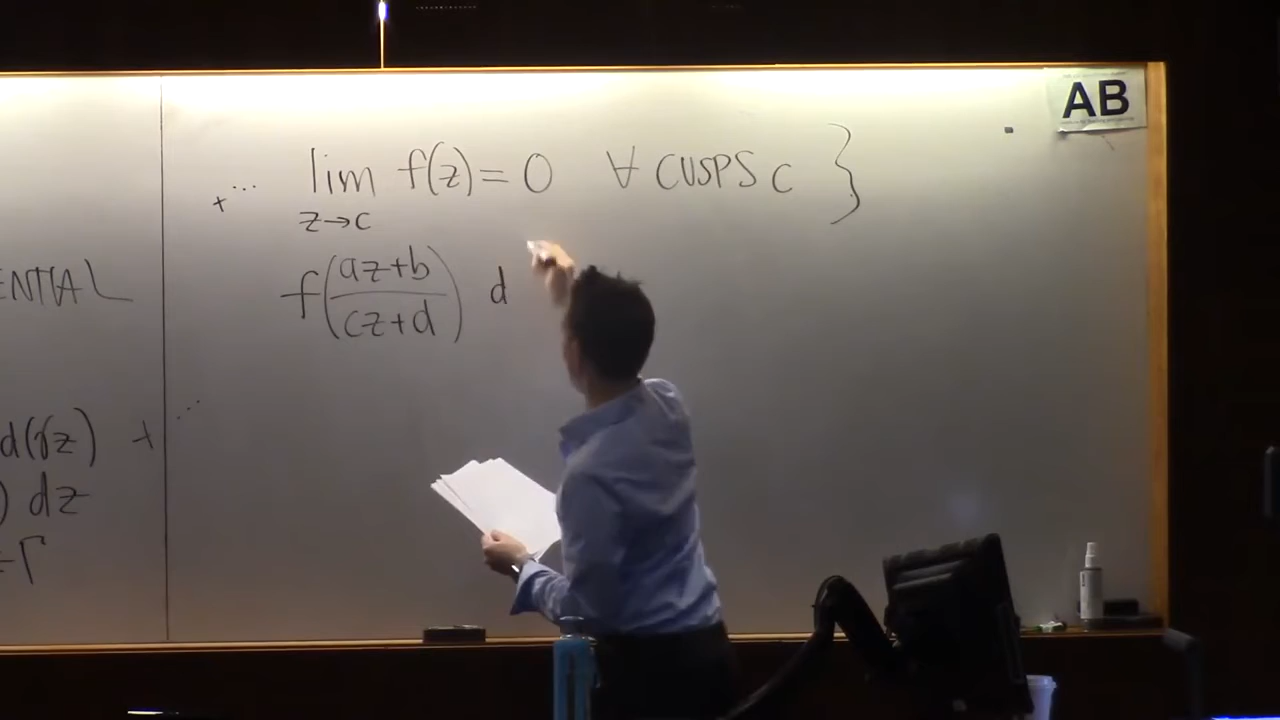 lim f(z) = 0 ∀ CUSPS c }
z→c
+ ...
f(az+b/cz+d) d
ENTIAL
d(γz) + ...
) dz
Γ
AB